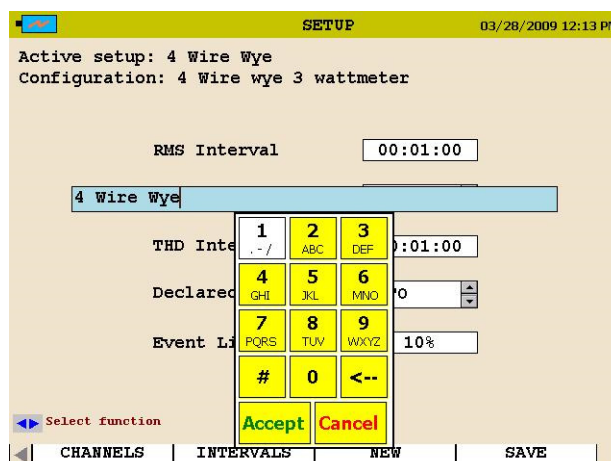 SETUP 03/28/2009 12:13 P
Active setup: 4 Wire Wye
Configuration: 4 Wire wye 3 wattmeter
RMS Interval 00:01:00
4 Wire Wye
THD Inte :01:00
Declared TO
Event Li 10%
1 2 3
.-/ ABC DEF
4 5 6
GHI JKL MNO
7 8 9
PQRS TUV WXYZ
# 0 <--
Accept Cancel
Select function
CHANNELS INTERVALS NEW SAVE